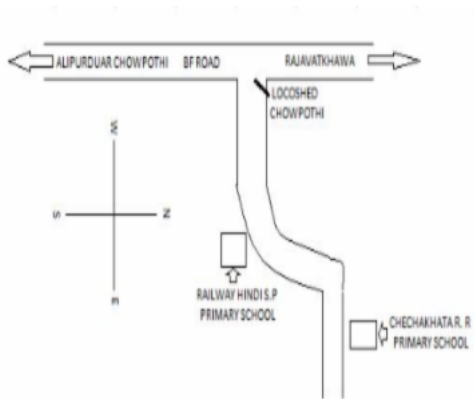 ALIPURDUAR CHOWPOTHI BF ROAD RAJAVATKHAWA
LOCOSHED
CHOWPOTHI
W
S N
E
RAILWAY HINDI S.P
PRIMARY SCHOOL
CHECHAKHATA R. R
PRIMARY SCHOOL